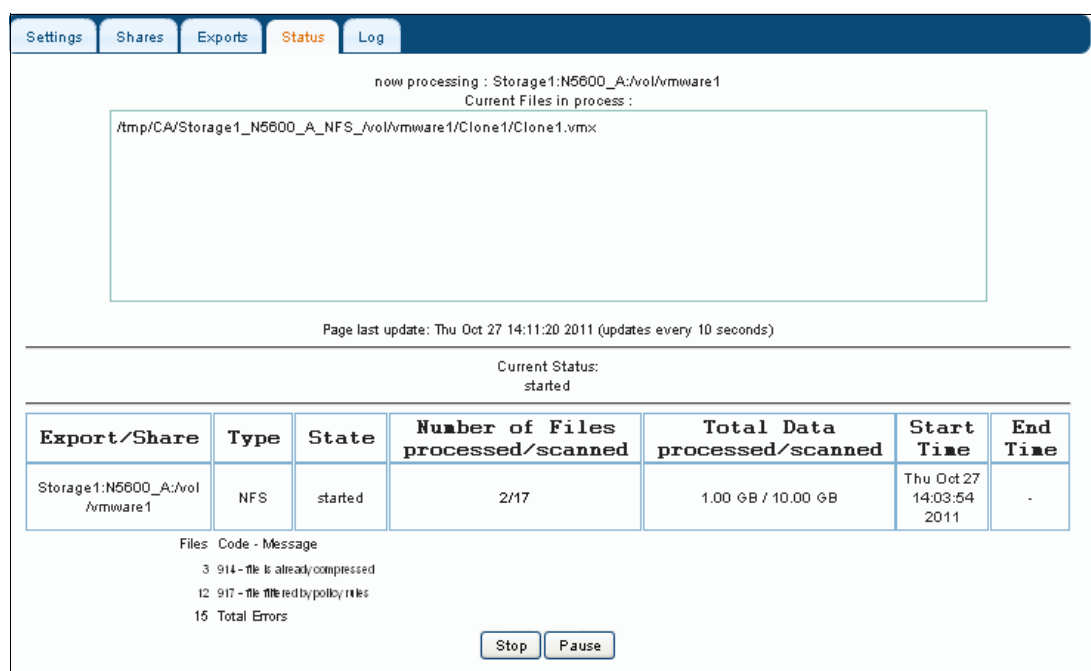 Settings Shares Exports Status Log
now processing : Storage1:N5600_A:/vol/vmware1
Current Files in process :
/tmp/CA/Storage1_N5600_A_NFS_/vol/vmware1/Clone1/Clone1.vmx
Page last update: Thu Oct 27 14:11:20 2011 (updates every 10 seconds)
Current Status:
started
Export/Share Type State Number of Files processed/scanned Total Data processed/scanned Start Time End Time
Storage1:N5600_A:/vol/vmware1 NFS started 2/17 1.00 GB / 10.00 GB Thu Oct 27 14:03:54 2011 -
Files Code - Message
3 914 - file is already compressed
12 917 - file filtered by policy rules
15 Total Errors
Stop Pause